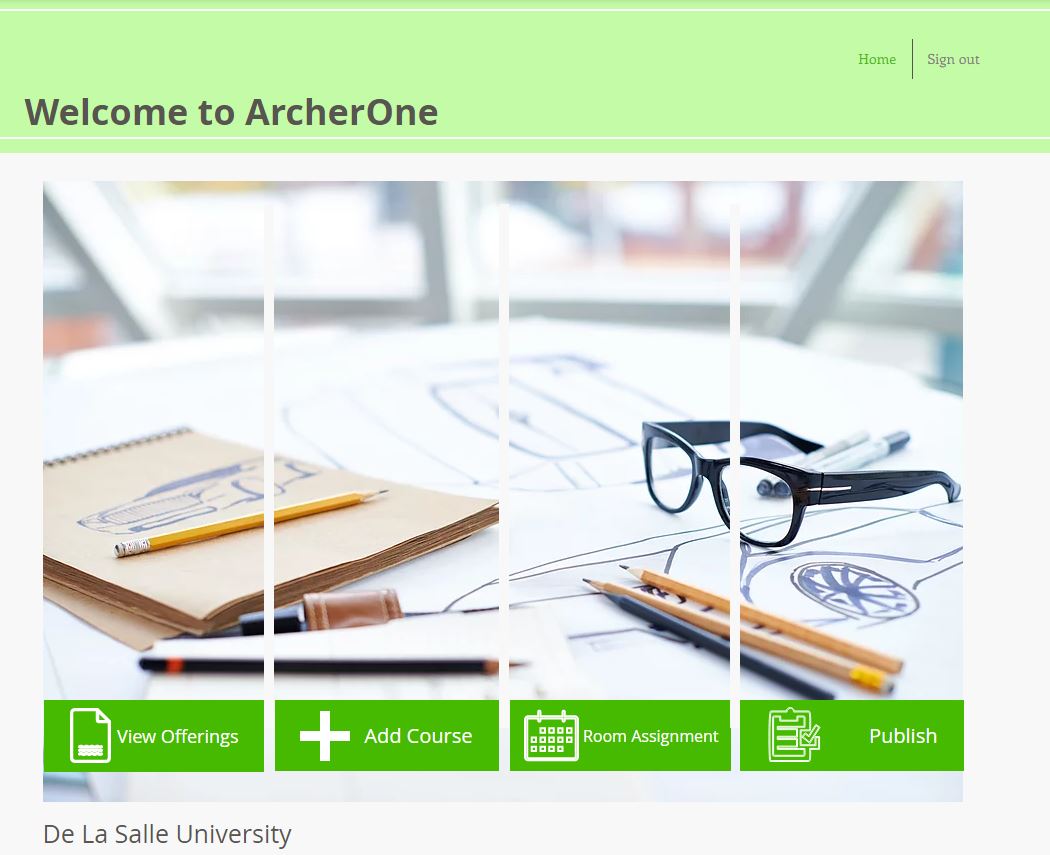 Home
Sign out
Welcome to ArcherOne
View Offerings
Add Course
Room Assignment
Publish
De La Salle University